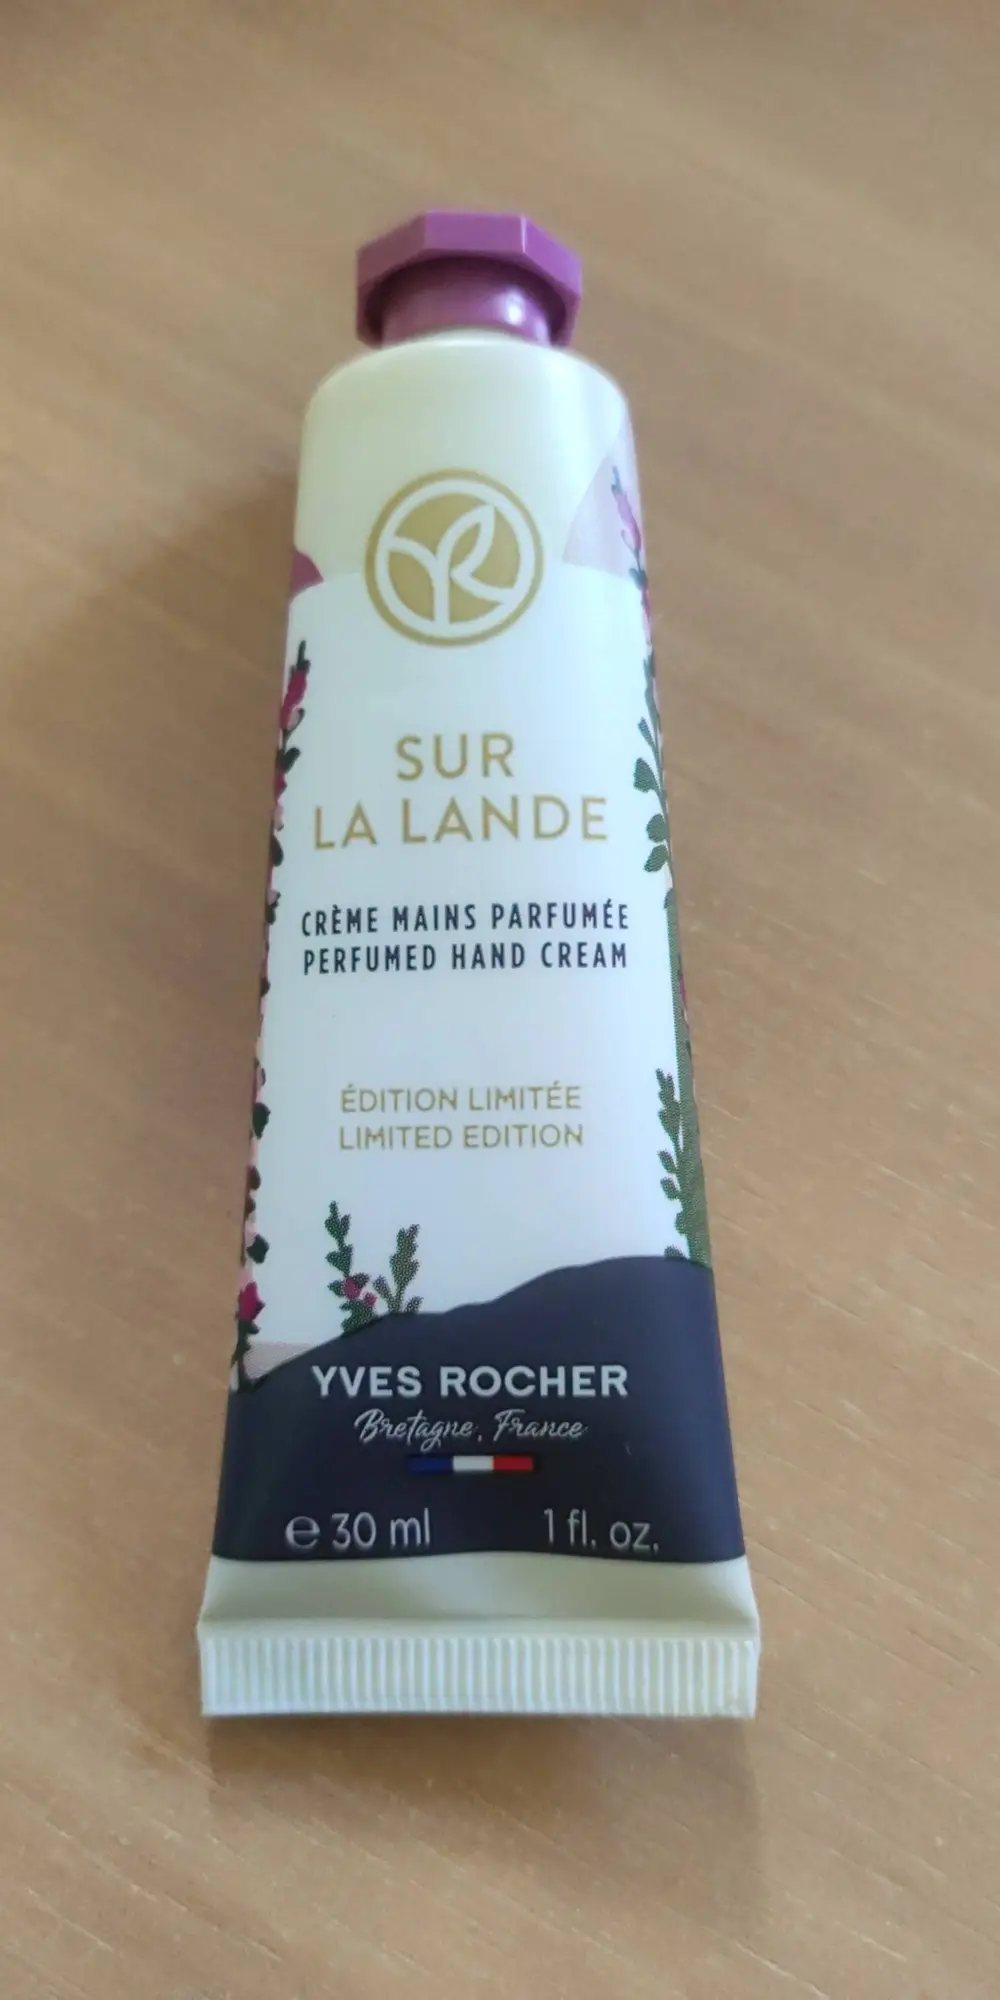 YR
SUR
LA LANDE
CRÈME MAINS PARFUMÉE
PERFUMED HAND CREAM
ÉDITION LIMITÉE
LIMITED EDITION
YVES ROCHER
Bretagne, France
℮ 30 ml 1 fl. oz.